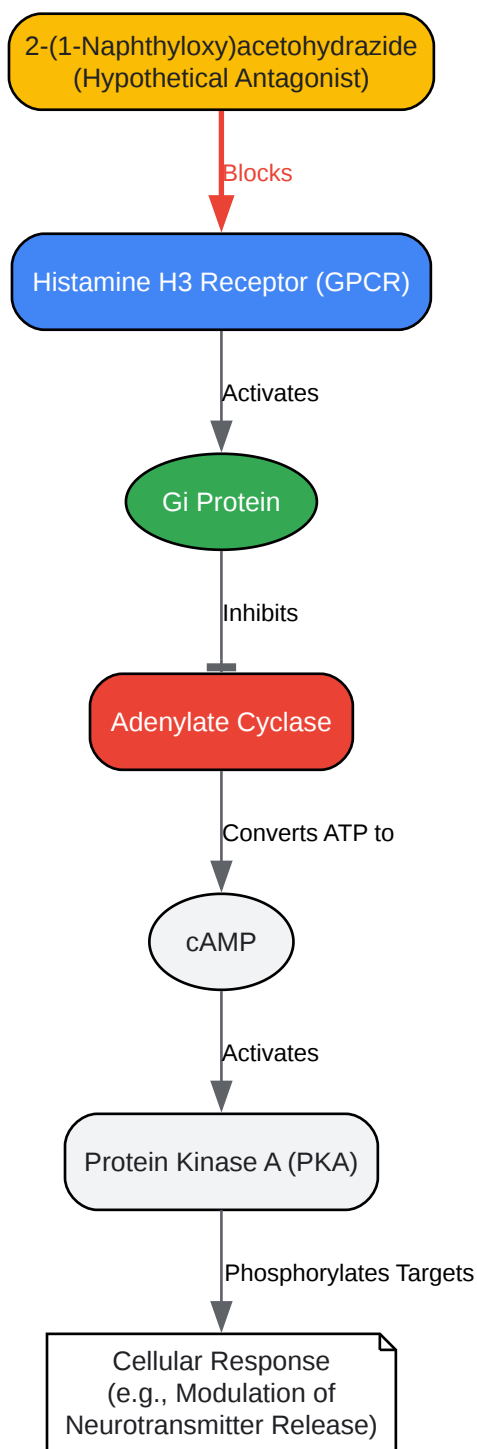 2-(1-Naphthyloxy)acetohydrazide
(Hypothetical Antagonist)
Blocks
Histamine H3 Receptor (GPCR)
Activates
Gi Protein
Inhibits
Adenylate Cyclase
Converts ATP to
cAMP
Activates
Protein Kinase A (PKA)
Phosphorylates Targets
Cellular Response
(e.g., Modulation of
Neurotransmitter Release)